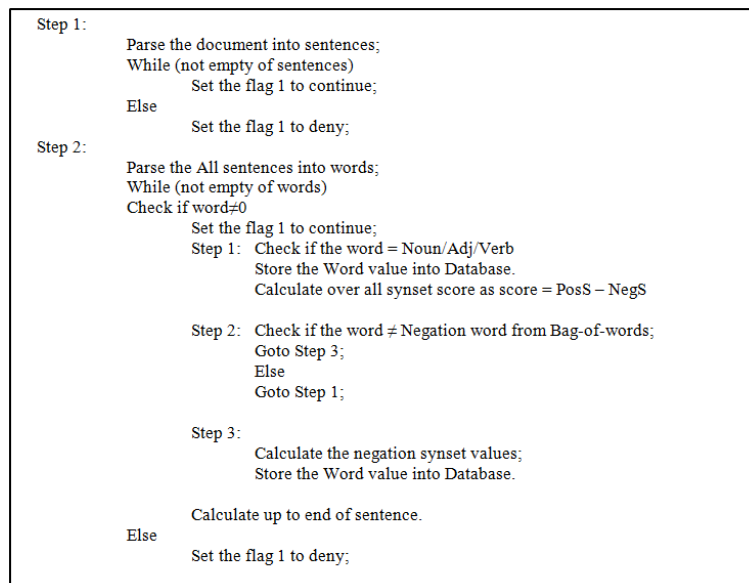 Step 1:
Parse the document into sentences;
While (not empty of sentences)
Set the flag 1 to continue;
Else
Set the flag 1 to deny;
Step 2:
Parse the All sentences into words;
While (not empty of words)
Check if word≠0
Set the flag 1 to continue;
Step 1: Check if the word = Noun/Adj/Verb
Store the Word value into Database.
Calculate over all synset score as score = PosS – NegS
Step 2: Check if the word ≠ Negation word from Bag-of-words;
Goto Step 3;
Else
Goto Step 1;
Step 3:
Calculate the negation synset values;
Store the Word value into Database.
Calculate up to end of sentence.
Else
Set the flag 1 to deny;